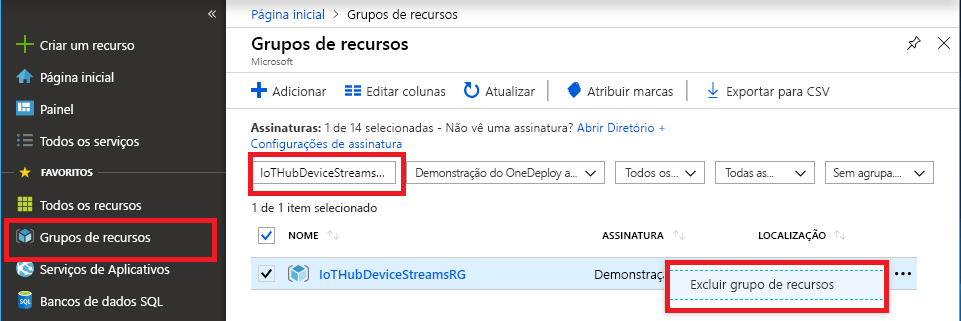 «
Criar um recurso
Página inicial
Painel
Todos os serviços
FAVORITOS
Todos os recursos
Grupos de recursos
Serviços de Aplicativos
Bancos de dados SQL
Página inicial > Grupos de recursos
Grupos de recursos
Microsoft
Adicionar Editar colunas Atualizar Atribuir marcas Exportar para CSV
Assinaturas: 1 de 14 selecionadas - Não vê uma assinatura? Abrir Diretório +
Configurações de assinatura
IoTHubDeviceStreams... Demonstração do OneDeploy a... Todos os... Todas as... Sem agrupa....
1 de 1 item selecionado
NOME ASSINATURA LOCALIZAÇÃO
IoTHubDeviceStreamsRG Demonstraç Excluir grupo de recursos